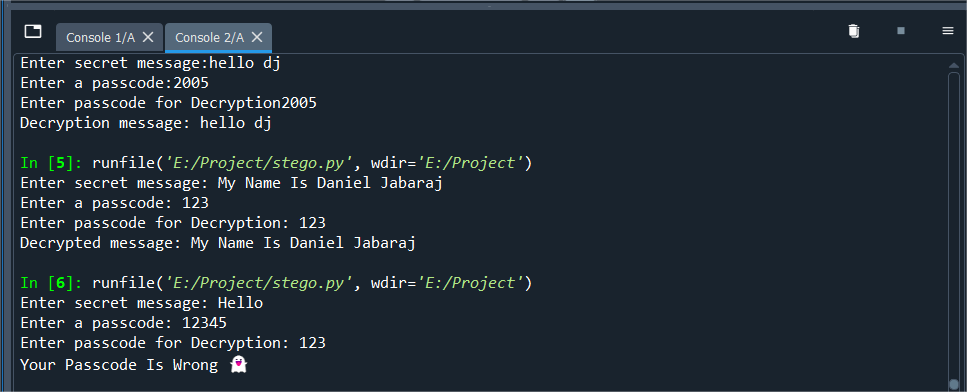 Console 1/A Console 2/A
Enter secret message:hello dj
Enter a passcode:2005
Enter passcode for Decryption2005
Decryption message: hello dj
In [5]: runfile('E:/Project/stego.py', wdir='E:/Project')
Enter secret message: My Name Is Daniel Jabaraj
Enter a passcode: 123
Enter passcode for Decryption: 123
Decrypted message: My Name Is Daniel Jabaraj
In [6]: runfile('E:/Project/stego.py', wdir='E:/Project')
Enter secret message: Hello
Enter a passcode: 12345
Enter passcode for Decryption: 123
Your Passcode Is Wrong 👻